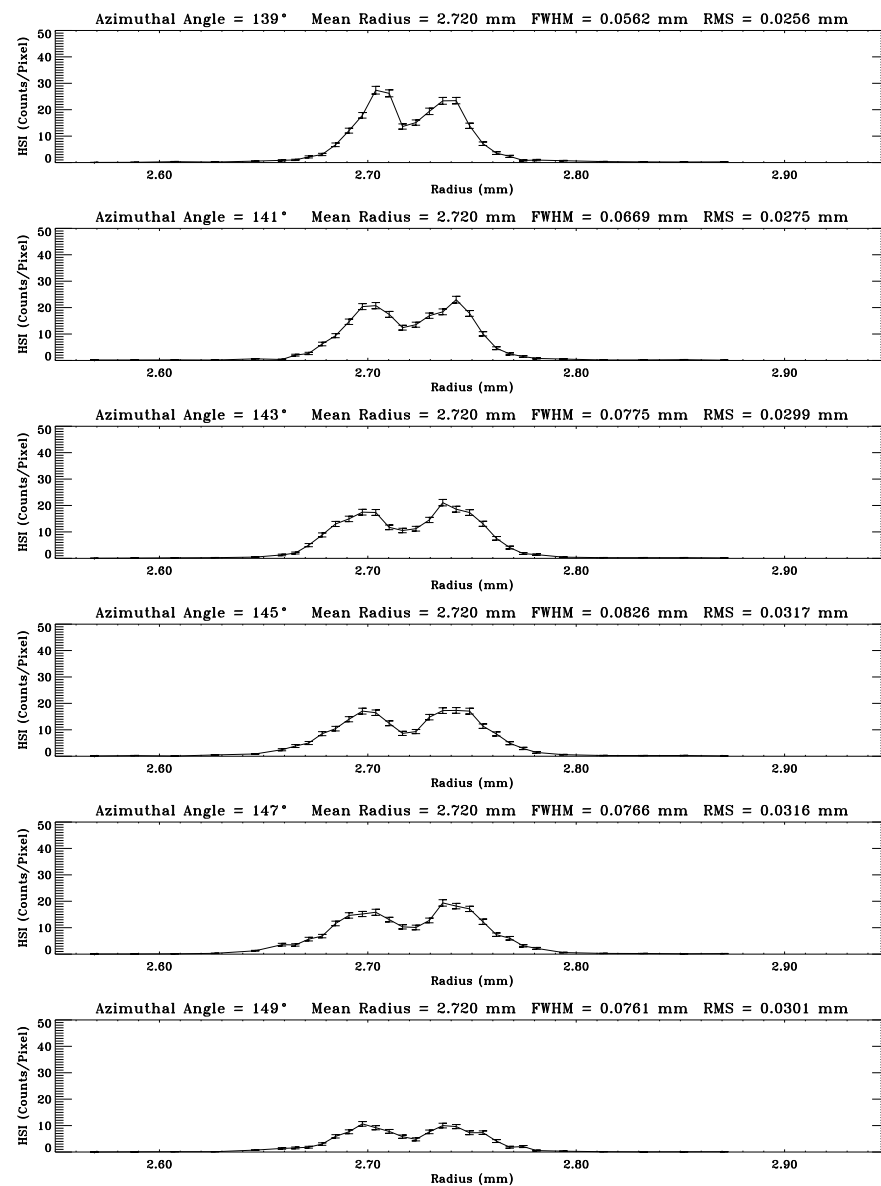 Azimuthal Angle = 139° Mean Radius = 2.720 mm FWHM = 0.0562 mm RMS = 0.0256 mm
HSI (Counts/Pixel)
50
40
30
20
10
0
2.60 2.70 2.80 2.90
Radius (mm)
Azimuthal Angle = 141° Mean Radius = 2.720 mm FWHM = 0.0669 mm RMS = 0.0275 mm
HSI (Counts/Pixel)
50
40
30
20
10
0
2.60 2.70 2.80 2.90
Radius (mm)
Azimuthal Angle = 143° Mean Radius = 2.720 mm FWHM = 0.0775 mm RMS = 0.0299 mm
HSI (Counts/Pixel)
50
40
30
20
10
0
2.60 2.70 2.80 2.90
Radius (mm)
Azimuthal Angle = 145° Mean Radius = 2.720 mm FWHM = 0.0826 mm RMS = 0.0317 mm
HSI (Counts/Pixel)
50
40
30
20
10
0
2.60 2.70 2.80 2.90
Radius (mm)
Azimuthal Angle = 147° Mean Radius = 2.720 mm FWHM = 0.0766 mm RMS = 0.0316 mm
HSI (Counts/Pixel)
50
40
30
20
10
0
2.60 2.70 2.80 2.90
Radius (mm)
Azimuthal Angle = 149° Mean Radius = 2.720 mm FWHM = 0.0761 mm RMS = 0.0301 mm
HSI (Counts/Pixel)
50
40
30
20
10
0
2.60 2.70 2.80 2.90
Radius (mm)